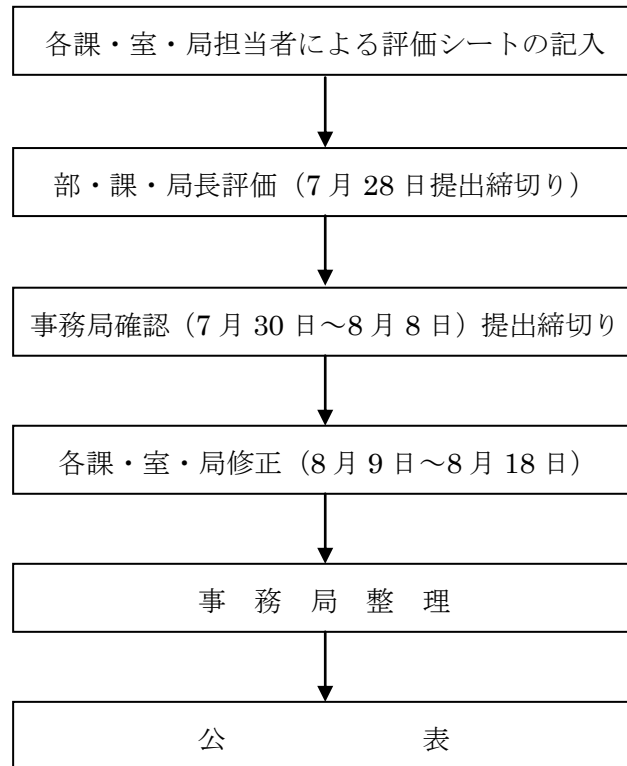 各課・室・局担当者による評価シートの記入
部・課・局長評価（7月28日提出締切り）
事務局確認（7月30日～8月8日）提出締切り
各課・室・局修正（8月9日～8月18日）
事　務　局　整　理
公　　　　　　　表